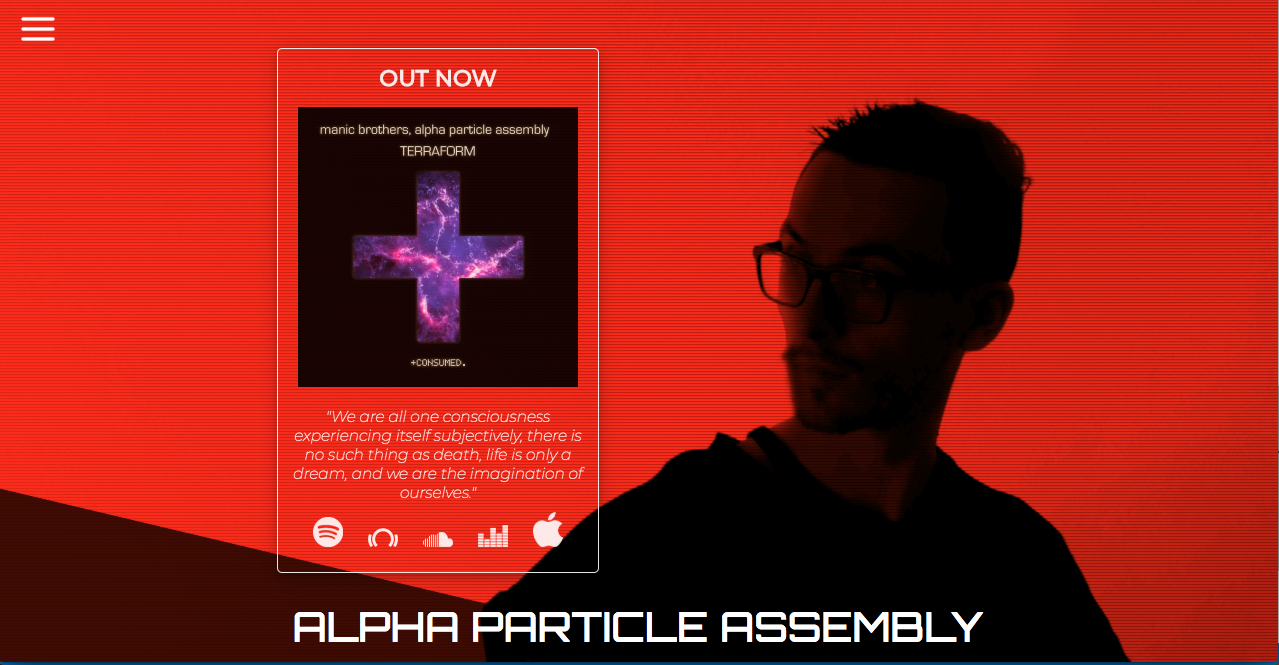 OUT NOW
manic brothers, alpha particle assembly
TERRAFORM
+CONSUMED.
"We are all one consciousness
experiencing itself subjectively, there is
no such thing as death, life is only a
dream, and we are the imagination of
ourselves."
ALPHA PARTICLE ASSEMBLY